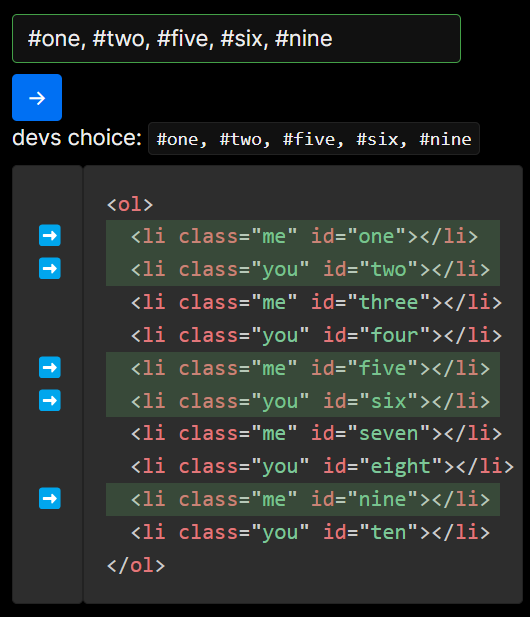 #one, #two, #five, #six, #nine
→
devs choice: #one, #two, #five, #six, #nine
<ol>
➡ <li class="me" id="one"></li>
➡ <li class="you" id="two"></li>
<li class="me" id="three"></li>
<li class="you" id="four"></li>
➡ <li class="me" id="five"></li>
➡ <li class="you" id="six"></li>
<li class="me" id="seven"></li>
<li class="you" id="eight"></li>
➡ <li class="me" id="nine"></li>
<li class="you" id="ten"></li>
</ol>